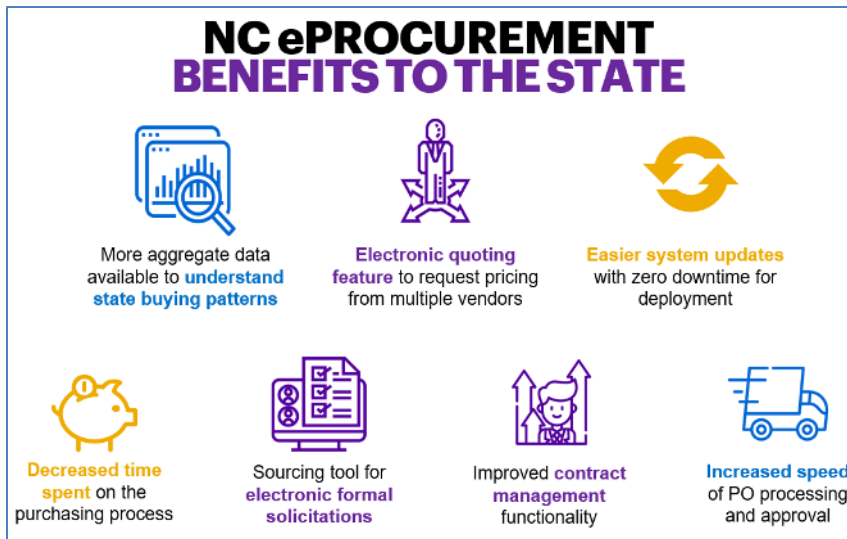 NC ePROCUREMENT
BENEFITS TO THE STATE
More aggregate data
available to understand
state buying patterns
Electronic quoting
feature to request pricing
from multiple vendors
Easier system updates
with zero downtime for
deployment
Decreased time
spent on the
purchasing process
Sourcing tool for
electronic formal
solicitations
Improved contract
management
functionality
Increased speed
of PO processing
and approval